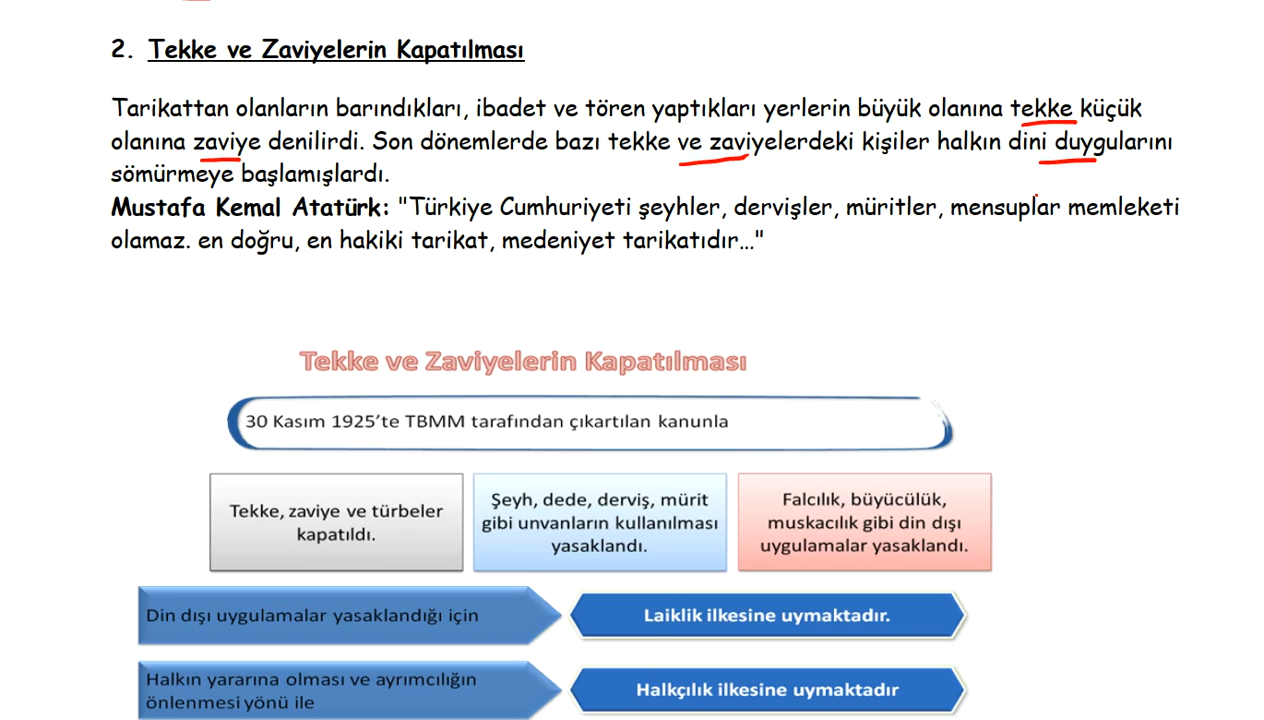 2. Tekke ve Zaviyelerin Kapatılması
Tarikattan olanların barındıkları, ibadet ve tören yaptıkları yerlerin büyük olanına tekke küçük
olanına zaviye denilirdi. Son dönemlerde bazı tekke ve zaviyelerdeki kişiler halkın dini duygularını
sömürmeye başlamışlardı.
Mustafa Kemal Atatürk: "Türkiye Cumhuriyeti şeyhler, dervişler, müritler, mensuplar memleketi
olamaz. en doğru, en hakiki tarikat, medeniyet tarikatıdır…"
Tekke ve Zaviyelerin Kapatılması
30 Kasım 1925'te TBMM tarafından çıkartılan kanunla
Tekke, zaviye ve türbeler
kapatıldı.
Şeyh, dede, derviş, mürit
gibi unvanların kullanılması
yasaklandı.
Falcılık, büyücülük,
muskacılık gibi din dışı
uygulamalar yasaklandı.
Din dışı uygulamalar yasaklandığı için
Laiklik ilkesine uymaktadır.
Halkın yararına olması ve ayrımcılığın
önlenmesi yönü ile
Halkçılık ilkesine uymaktadır